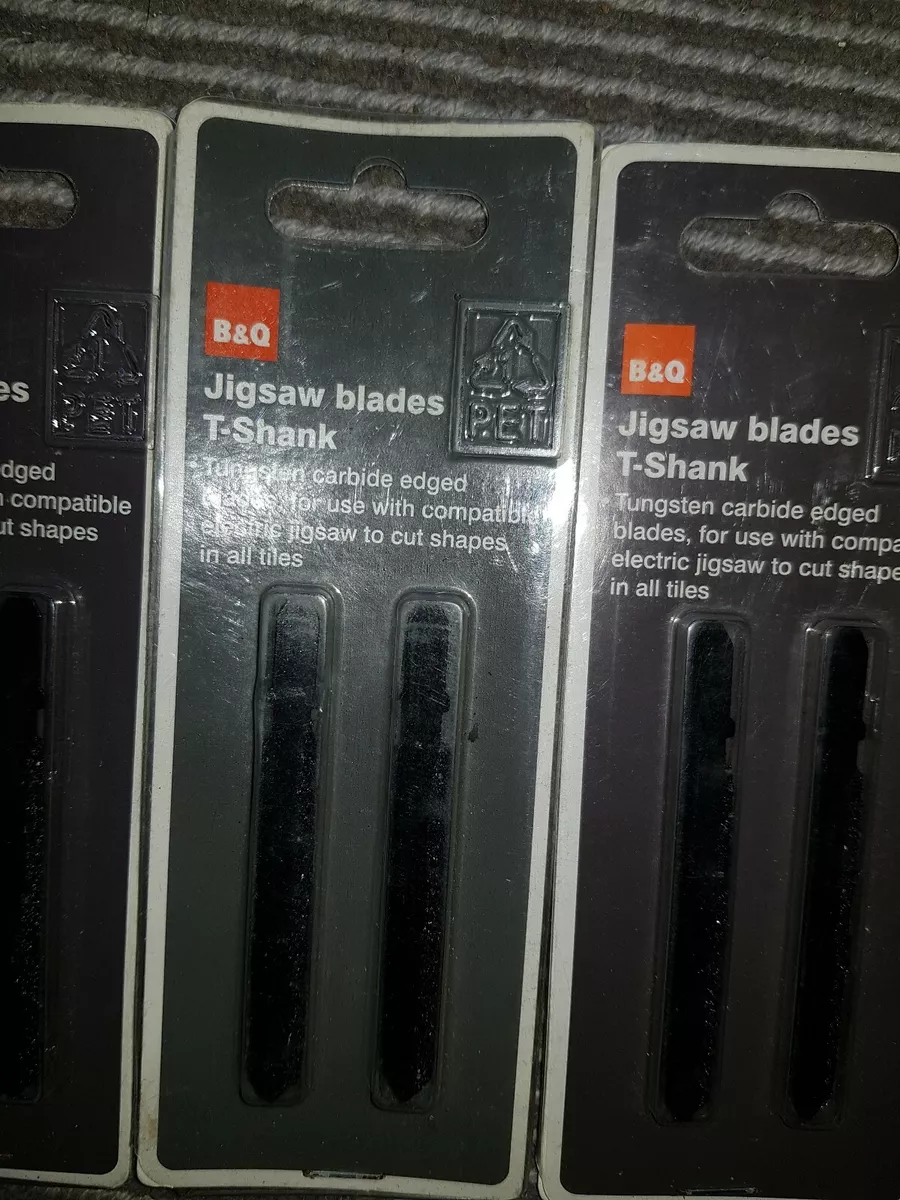 es
PET
dged
compatible
ut shapes
B&Q
Jigsaw blades
T-Shank
PET
Tungsten carbide edged
blades, for use with compatible
electric jigsaw to cut shapes
in all tiles
B&Q
Jigsaw blades
T-Shank
Tungsten carbide edged
blades, for use with compa
electric jigsaw to cut shape
in all tiles